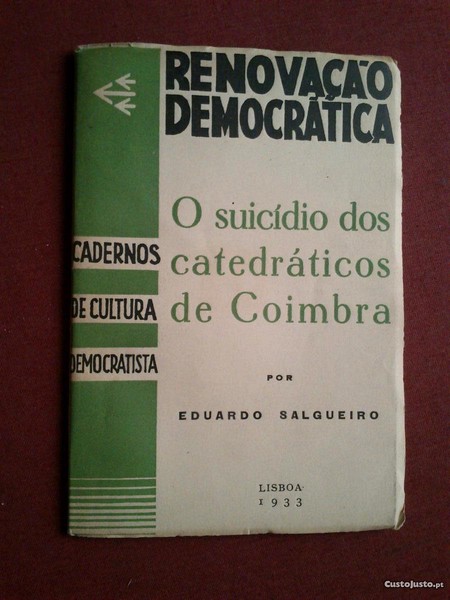 RENOVAÇÃO
DEMOCRÁTICA
O suicídio dos
catedráticos
de Coimbra
CADERNOS
DE CULTURA
DEMOCRATISTA
POR
EDUARDO SALGUEIRO
LISBOA
1933
CustoJusto.pt